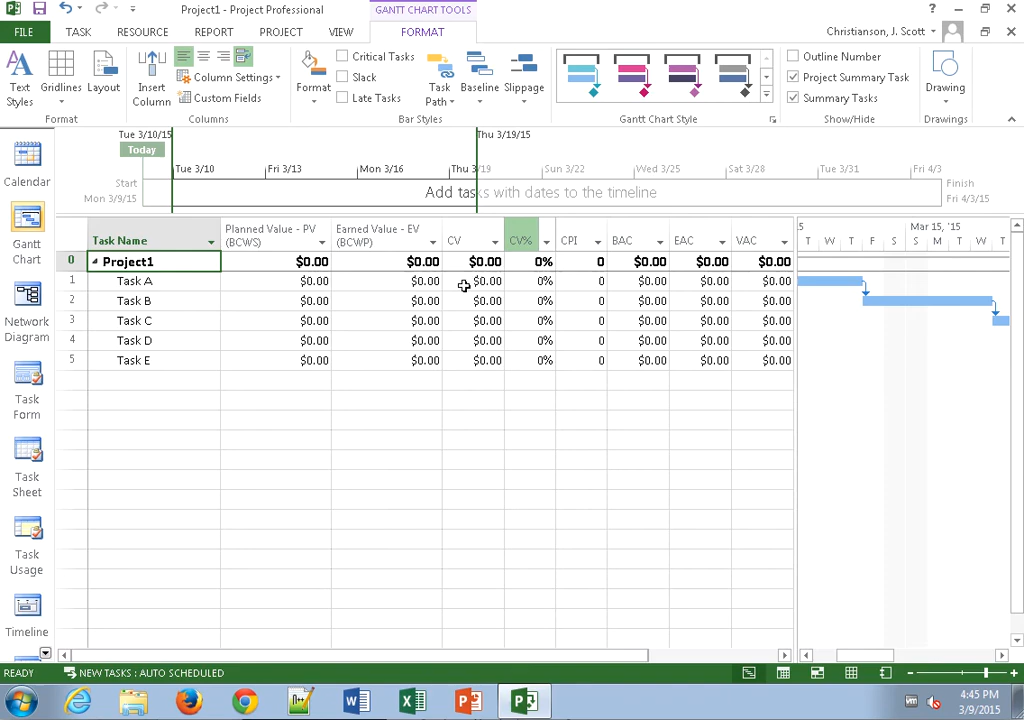 Project1 - Project Professional
GANTT CHART TOOLS
?
FILE TASK RESOURCE REPORT PROJECT VIEW FORMAT
Christianson, J. Scott
Text Styles
Gridlines
Layout
Format
Insert Column
Column Settings
Custom Fields
Columns
Format
Critical Tasks
Slack
Late Tasks
Task Path
Baseline
Slippage
Bar Styles
Gantt Chart Style
Outline Number
Project Summary Task
Summary Tasks
Show/Hide
Drawing
Drawings
Tue 3/10/15
Thu 3/19/15
Today
Tue 3/10 Fri 3/13 Mon 3/16 Thu 3/19 Sun 3/22 Wed 3/25 Sat 3/28 Tue 3/31 Fri 4/3
Start
Mon 3/9/15
Add tasks with dates to the timeline
Finish
Fri 4/3/15
Calendar
Gantt Chart
Network Diagram
Task Form
Task Sheet
Task Usage
Timeline
Task Name
Planned Value - PV (BCWS)
Earned Value - EV (BCWP)
CV
CV%
CPI
BAC
EAC
VAC
5 Mar 15, '15
T W T F S S M T W T
0 Project1 $0.00 $0.00 $0.00 0% 0 $0.00 $0.00 $0.00
1 Task A $0.00 $0.00 $0.00 0% 0 $0.00 $0.00 $0.00
2 Task B $0.00 $0.00 $0.00 0% 0 $0.00 $0.00 $0.00
3 Task C $0.00 $0.00 $0.00 0% 0 $0.00 $0.00 $0.00
4 Task D $0.00 $0.00 $0.00 0% 0 $0.00 $0.00 $0.00
5 Task E $0.00 $0.00 $0.00 0% 0 $0.00 $0.00 $0.00
READY NEW TASKS : AUTO SCHEDULED
4:45 PM
3/9/2015